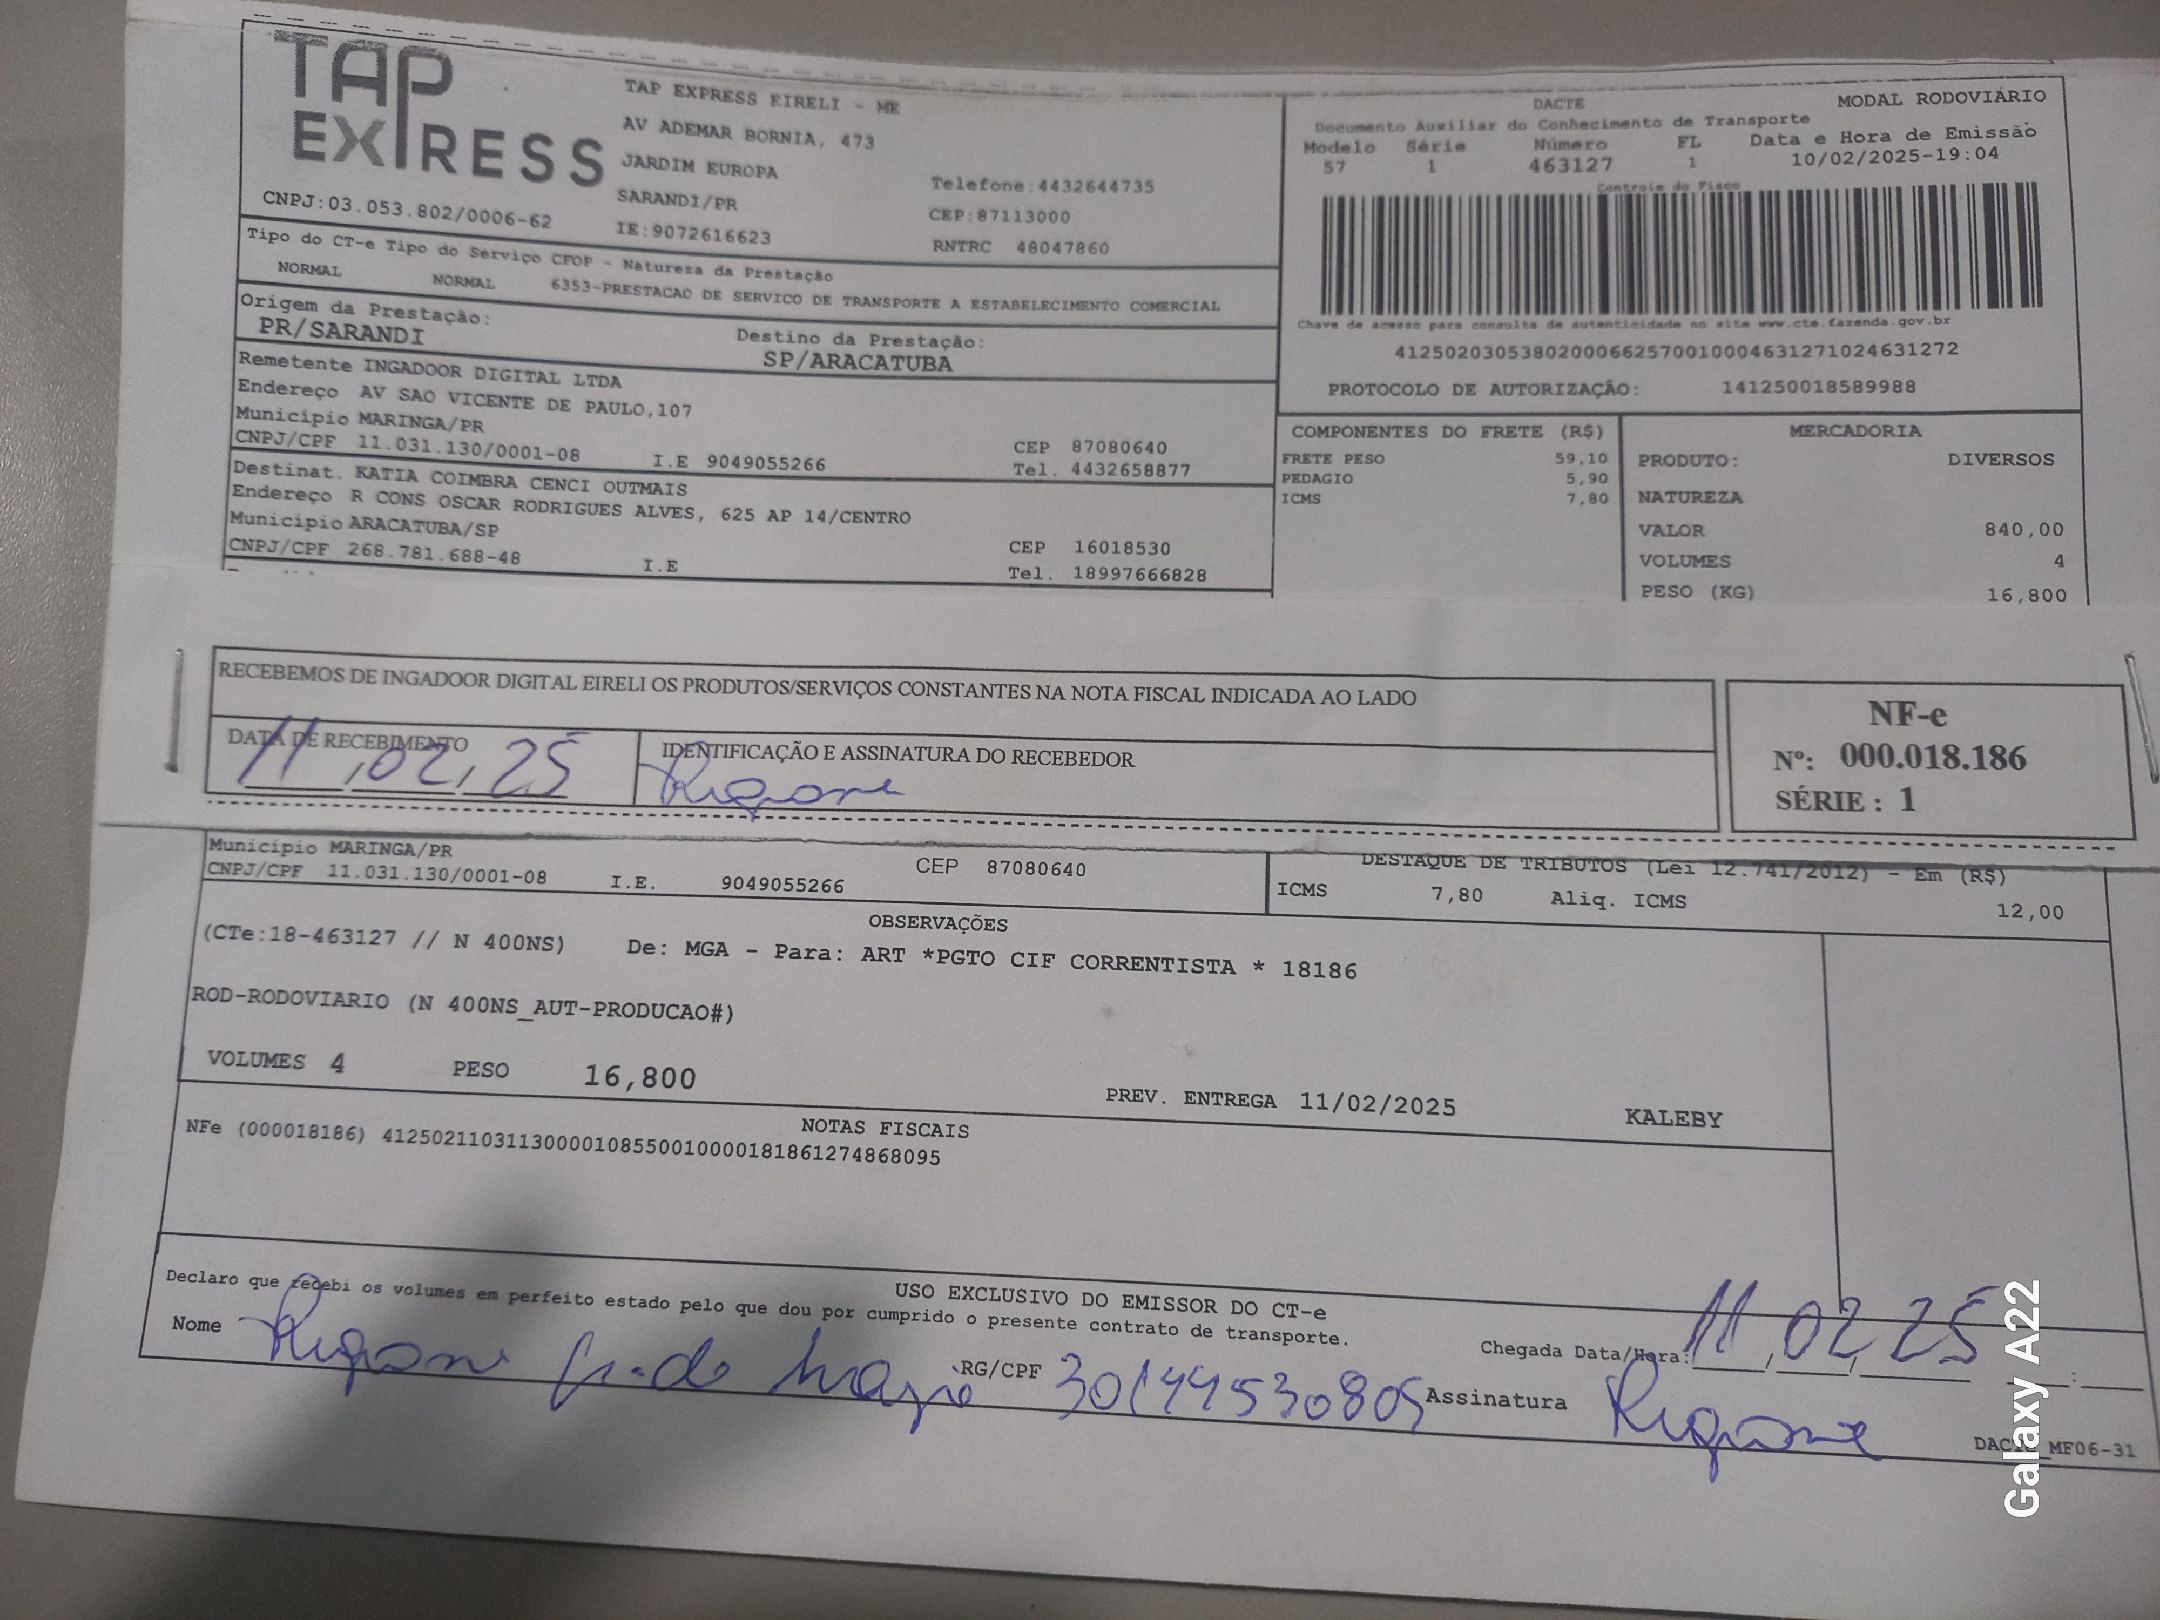 TAP EXPRESS
TAP EXPRESS EIRELI - ME
AV ADEMAR BORNIA, 473
JARDIM EUROPA
SARANDI/PR
IE:9072616623
Telefone:4432644735
CEP:87113000
RNTRC 48047860
CNPJ:03.053.802/0006-62
DACTE
MODAL RODOVIÁRIO
Documento Auxiliar do Conhecimento de Transporte
Modelo Série Número FL Data e Hora de Emissão
57 1 463127 1 10/02/2025-19:04
Controle do Fisco
Chave de acesso para consulta de autenticidade no site www.cte.fazenda.gov.br
41250203053802000662570010004631271024631272
PROTOCOLO DE AUTORIZAÇÃO: 141250018589988
Tipo do CT-e Tipo do Serviço CFOP - Natureza da Prestação
NORMAL NORMAL 6353-PRESTACAO DE SERVICO DE TRANSPORTE A ESTABELECIMENTO COMERCIAL
Origem da Prestação: Destino da Prestação:
PR/SARANDI SP/ARACATUBA
Remetente INGADOOR DIGITAL LTDA
Endereço AV SAO VICENTE DE PAULO,107
Município MARINGA/PR CEP 87080640
CNPJ/CPF 11.031.130/0001-08 I.E 9049055266 Tel. 4432658877
Destinat. KATIA COIMBRA CENCI OUTMAIS
Endereço R CONS OSCAR RODRIGUES ALVES, 625 AP 14/CENTRO
Município ARACATUBA/SP CEP 16018530
CNPJ/CPF 268.781.688-48 I.E Tel. 18997666828
COMPONENTES DO FRETE (R$)
FRETE PESO 59,10
PEDAGIO 5,90
ICMS 7,80
MERCADORIA
PRODUTO: DIVERSOS
NATUREZA
VALOR 840,00
VOLUMES 4
PESO (KG) 16,800
RECEBEMOS DE INGADOOR DIGITAL EIRELI OS PRODUTOS/SERVIÇOS CONSTANTES NA NOTA FISCAL INDICADA AO LADO
DATA DE RECEBIMENTO
11,02,25
IDENTIFICAÇÃO E ASSINATURA DO RECEBEDOR
NF-e
Nº: 000.018.186
SÉRIE : 1
Município MARINGA/PR CEP 87080640
CNPJ/CPF 11.031.130/0001-08 I.E. 9049055266
DESTAQUE DE TRIBUTOS (Lei 12.741/2012) - Em (R$)
ICMS 7,80 Aliq. ICMS 12,00
OBSERVAÇÕES
(CTe:18-463127 // N 400NS) De: MGA - Para: ART *PGTO CIF CORRENTISTA * 18186
ROD-RODOVIARIO (N 400NS_AUT-PRODUCAO#)
VOLUMES 4 PESO 16,800
PREV. ENTREGA 11/02/2025 KALEBY
NOTAS FISCAIS
NFe (000018186) 41250211031130000108550010000181861274868095
USO EXCLUSIVO DO EMISSOR DO CT-e
Declaro que recebi os volumes em perfeito estado pelo que dou por cumprido o presente contrato de transporte.
Chegada Data/Hora: 11,02,25 :
Nome RG/CPF 30144530805 Assinatura
MF06-31
Galaxy A22